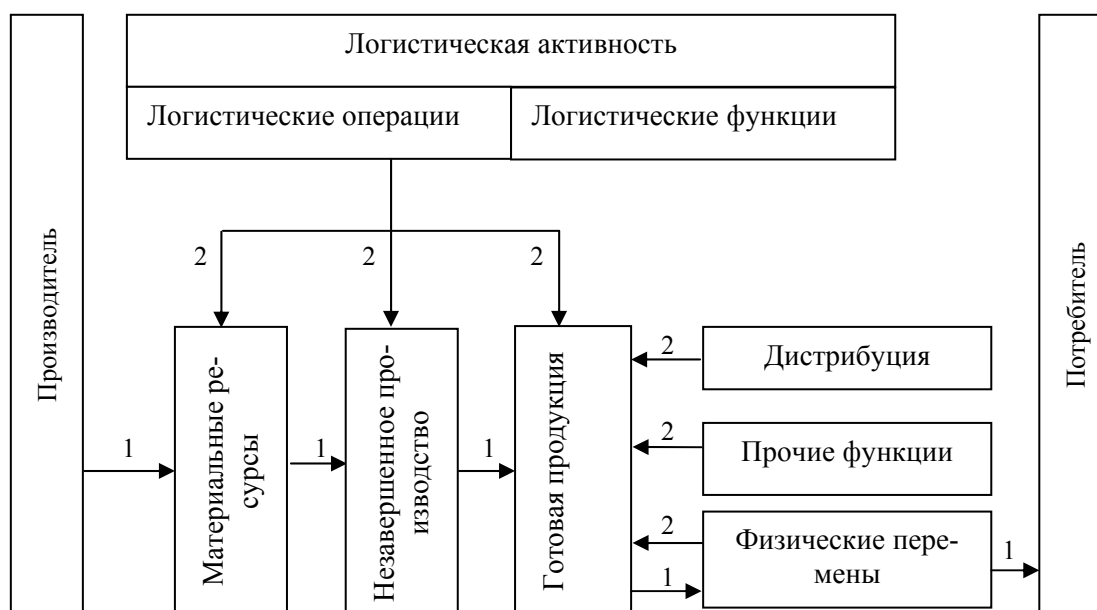 Логистическая активность
Логистические операции
Логистические функции
Производитель
Потребитель
2
2
2
Материальные ре-
сурсы
Незавершенное про-
изводство
Готовая продукция
2
Дистрибуция
2
Прочие функции
1
1
1
2
Физические пере-
мены
1
1